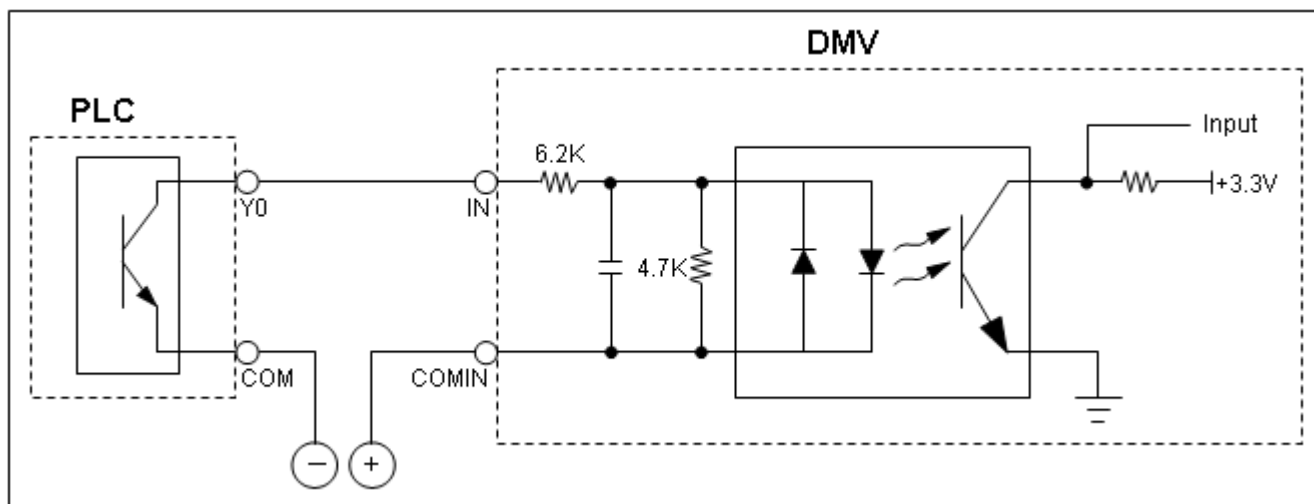 DMV
PLC
Input
6.2K
+3.3V
Y0
IN
4.7K
COM
COMIN
− +